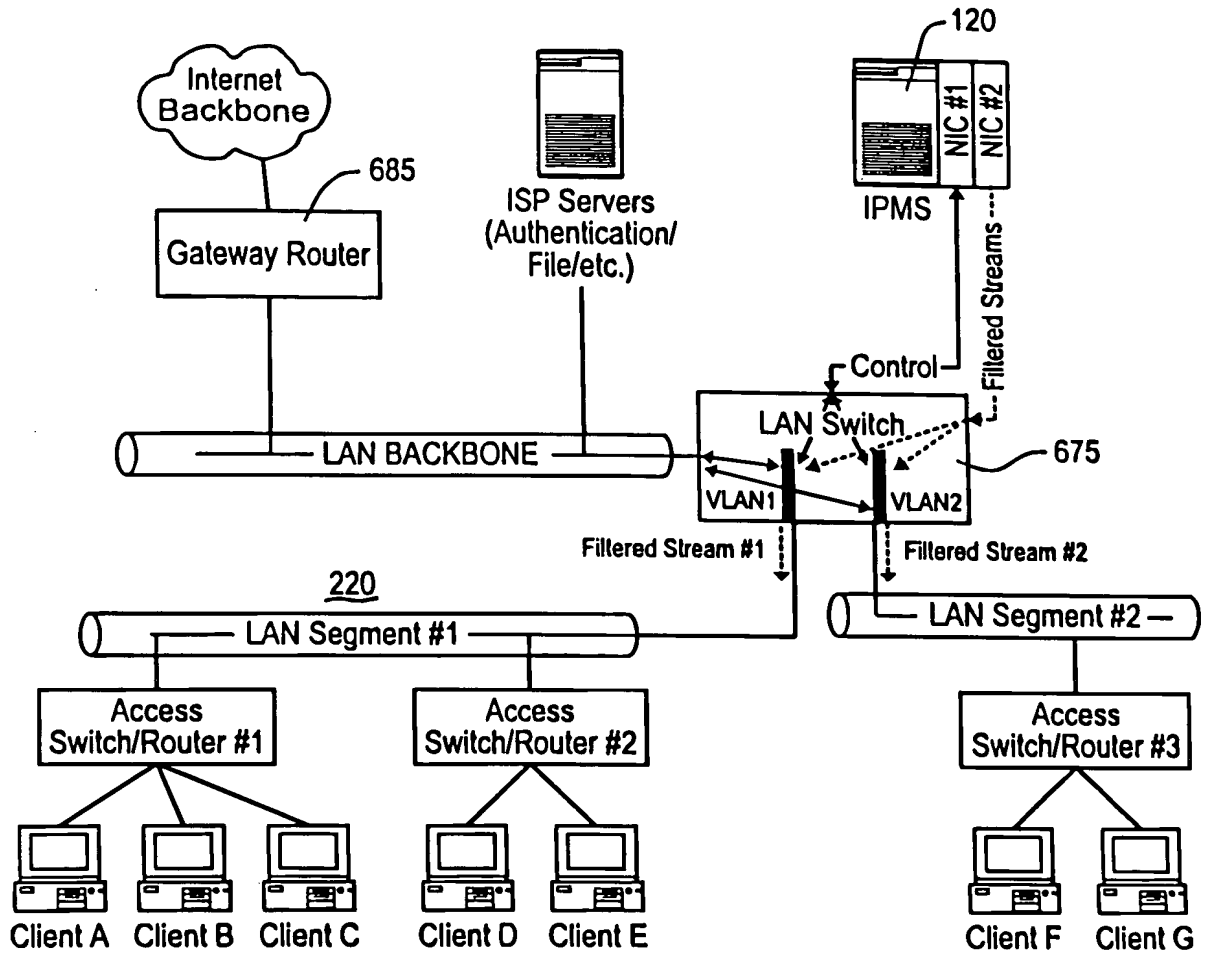 120
Internet
Backbone
NIC #1
NIC #2
685
ISP Servers
(Authentication/
File/etc.)
IPMS
Gateway Router
Filtered Streams
Control
LAN Switch
LAN BACKBONE
675
VLAN1
VLAN2
Filtered Stream #1
Filtered Stream #2
220
LAN Segment #1
LAN Segment #2
Access
Switch/Router #1
Access
Switch/Router #2
Access
Switch/Router #3
Client A
Client B
Client C
Client D
Client E
Client F
Client G